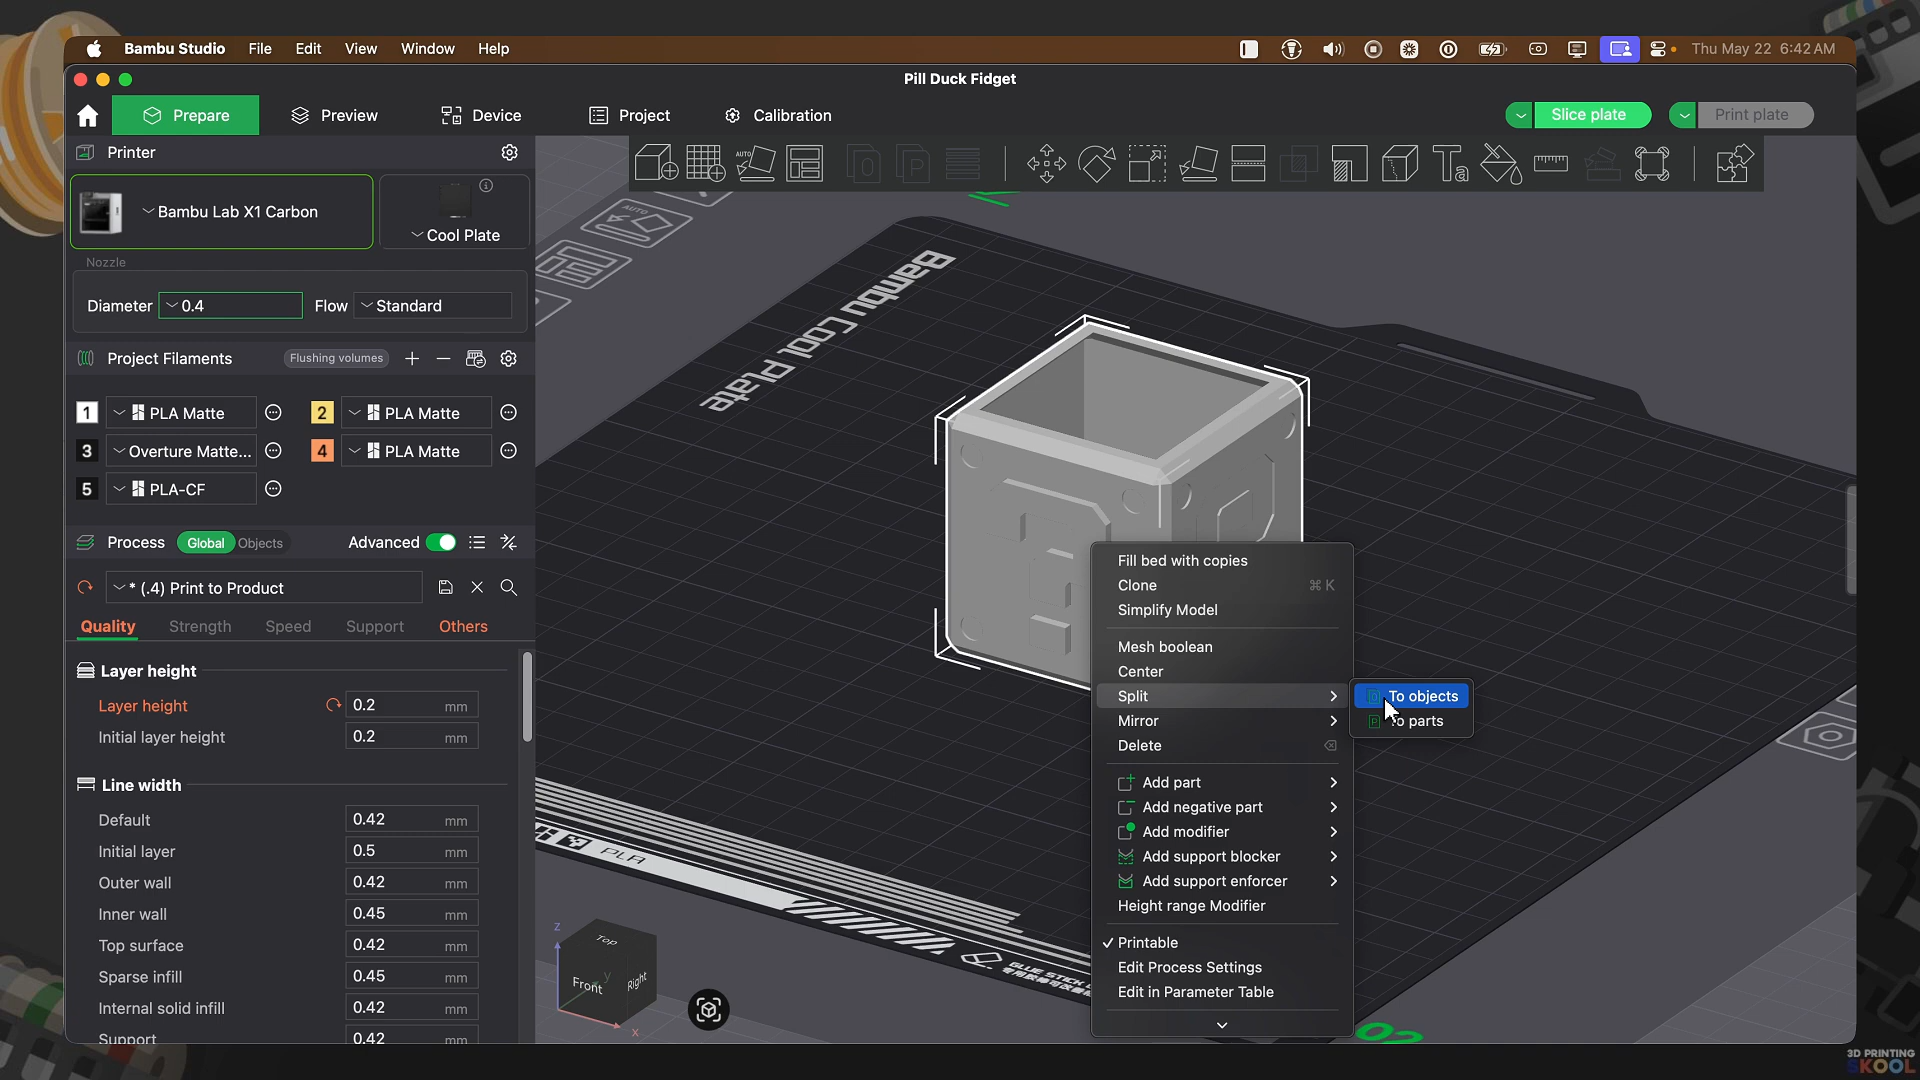 Bambu Studio File Edit View Window Help
Thu May 22 6:42 AM
Pill Duck Fidget
Prepare Preview Device Project Calibration
Slice plate Print plate
Printer
Bambu Lab X1 Carbon
Cool Plate
Nozzle
Diameter 0.4 Flow Standard
Project Filaments Flushing volumes
1 PLA Matte 2 PLA Matte
3 Overture Matte... 4 PLA Matte
5 PLA-CF
Process Global Objects Advanced
* (.4) Print to Product
Quality Strength Speed Support Others
Layer height
Layer height 0.2 mm
Initial layer height 0.2 mm
Line width
Default 0.42 mm
Initial layer 0.5 mm
Outer wall 0.42 mm
Inner wall 0.45 mm
Top surface 0.42 mm
Sparse infill 0.45 mm
Internal solid infill 0.42 mm
Support 0.42 mm
AUTO
Ta
AUTO
Bambu Cool Plate
PLA
GLUE STICK
02
z
Top
y
Front
Right
x
Fill bed with copies
Clone ⌘ K
Simplify Model
Mesh boolean
Center
Split
Mirror
Delete
Add part
Add negative part
Add modifier
Add support blocker
Add support enforcer
Height range Modifier
✓ Printable
Edit Process Settings
Edit in Parameter Table
To objects
To parts
3D PRINTING
SKOOL